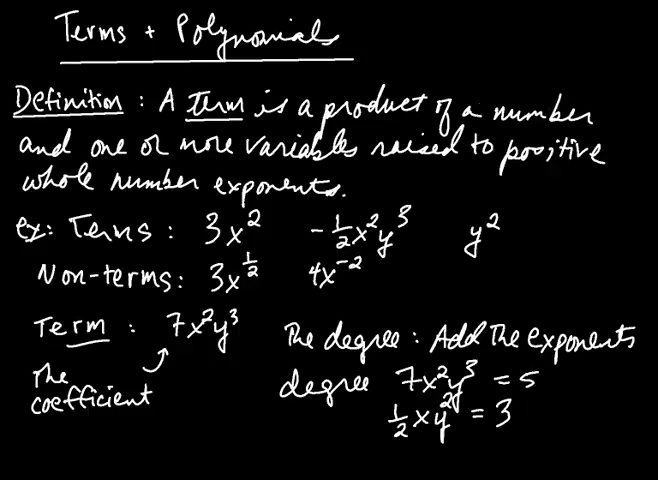 Terms + Polynomials
Definition : A term is a product of a number
and one or more variables raised to positive
whole number exponents.
ex: Terms : 3x² -½x²y³ y²
Non-terms: 3x^½ 4x⁻²
Term : 7x²y³ The degree : Add the exponents
The coefficient
degree 7x²y³ = 5
½xy² = 3